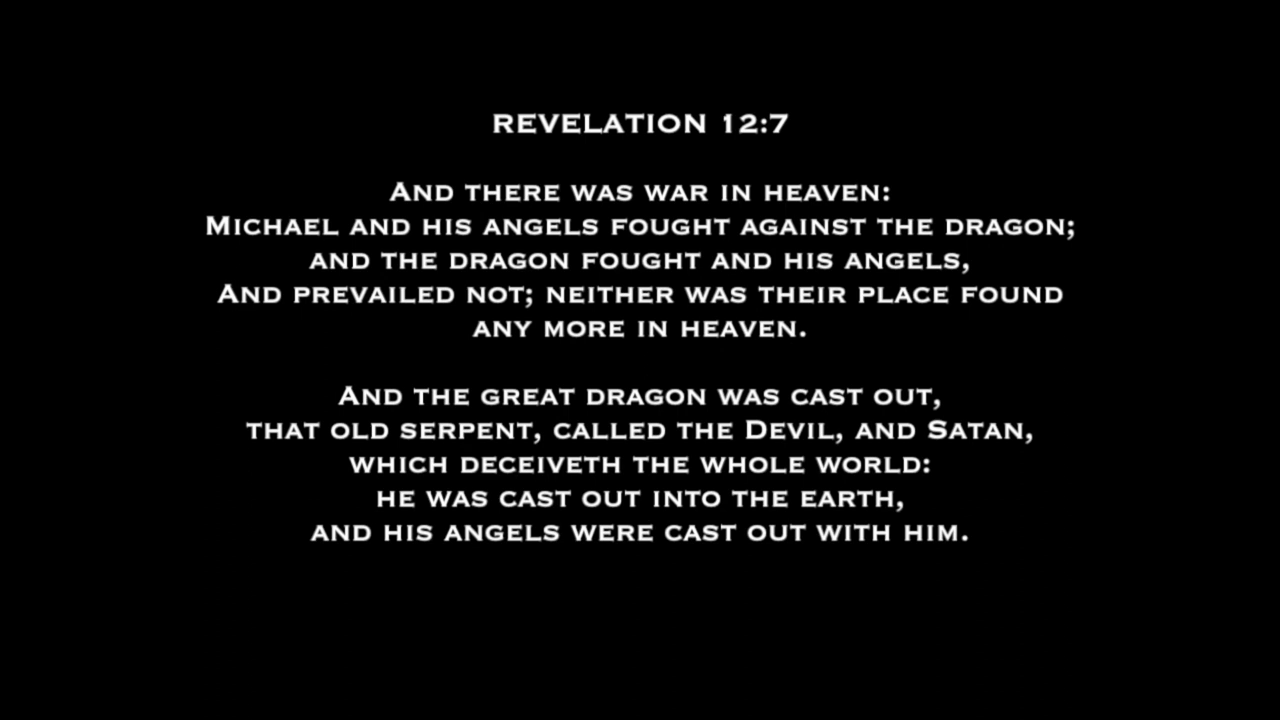 REVELATION 12:7
And there was war in heaven:
Michael and his angels fought against the dragon;
and the dragon fought and his angels,
And prevailed not; neither was their place found
any more in heaven.
And the great dragon was cast out,
that old serpent, called the Devil, and Satan,
which deceiveth the whole world:
he was cast out into the earth,
and his angels were cast out with him.